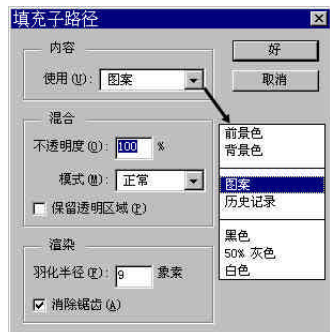 填充子路径
内容
使用(U): 图案
好
取消
混合
不透明度(O): 100 %
模式(M): 正常
保留透明区域(P)
前景色
背景色
图案
历史记录
黑色
50% 灰色
白色
渲染
羽化半径(F): 9 象素
消除锯齿(A)